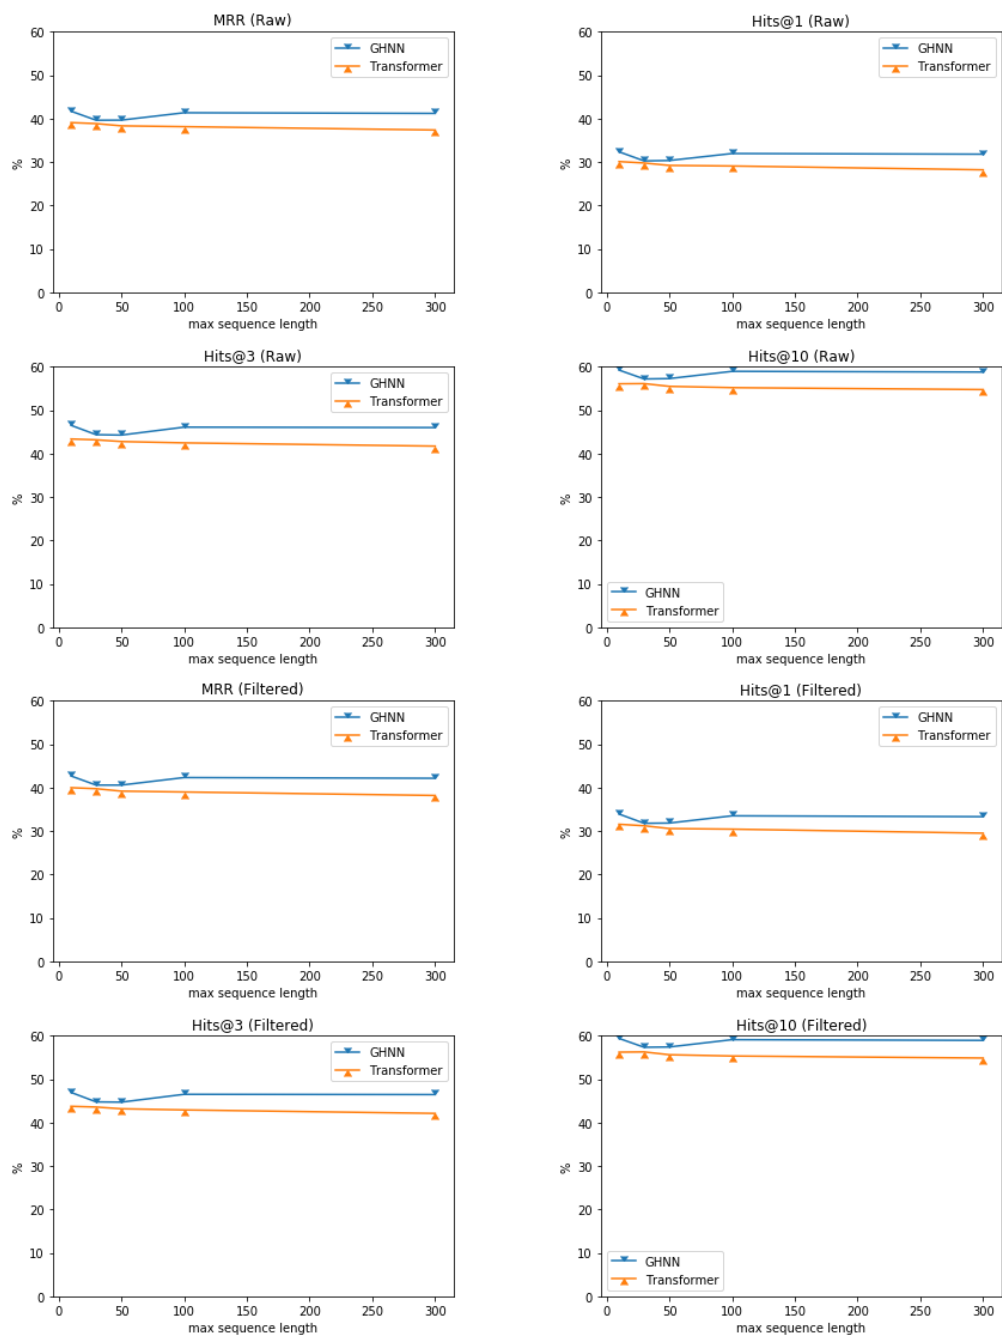 MRR (Raw)
60
50
40
30
20
10
0
%
GHNN
Transformer
0 50 100 150 200 250 300
max sequence length
Hits@1 (Raw)
60
50
40
30
20
10
0
%
GHNN
Transformer
0 50 100 150 200 250 300
max sequence length
Hits@3 (Raw)
60
50
40
30
20
10
0
%
GHNN
Transformer
0 50 100 150 200 250 300
max sequence length
Hits@10 (Raw)
60
50
40
30
20
10
0
%
GHNN
Transformer
0 50 100 150 200 250 300
max sequence length
MRR (Filtered)
60
50
40
30
20
10
0
%
GHNN
Transformer
0 50 100 150 200 250 300
max sequence length
Hits@1 (Filtered)
60
50
40
30
20
10
0
%
GHNN
Transformer
0 50 100 150 200 250 300
max sequence length
Hits@3 (Filtered)
60
50
40
30
20
10
0
%
GHNN
Transformer
0 50 100 150 200 250 300
max sequence length
Hits@10 (Filtered)
60
50
40
30
20
10
0
%
GHNN
Transformer
0 50 100 150 200 250 300
max sequence length